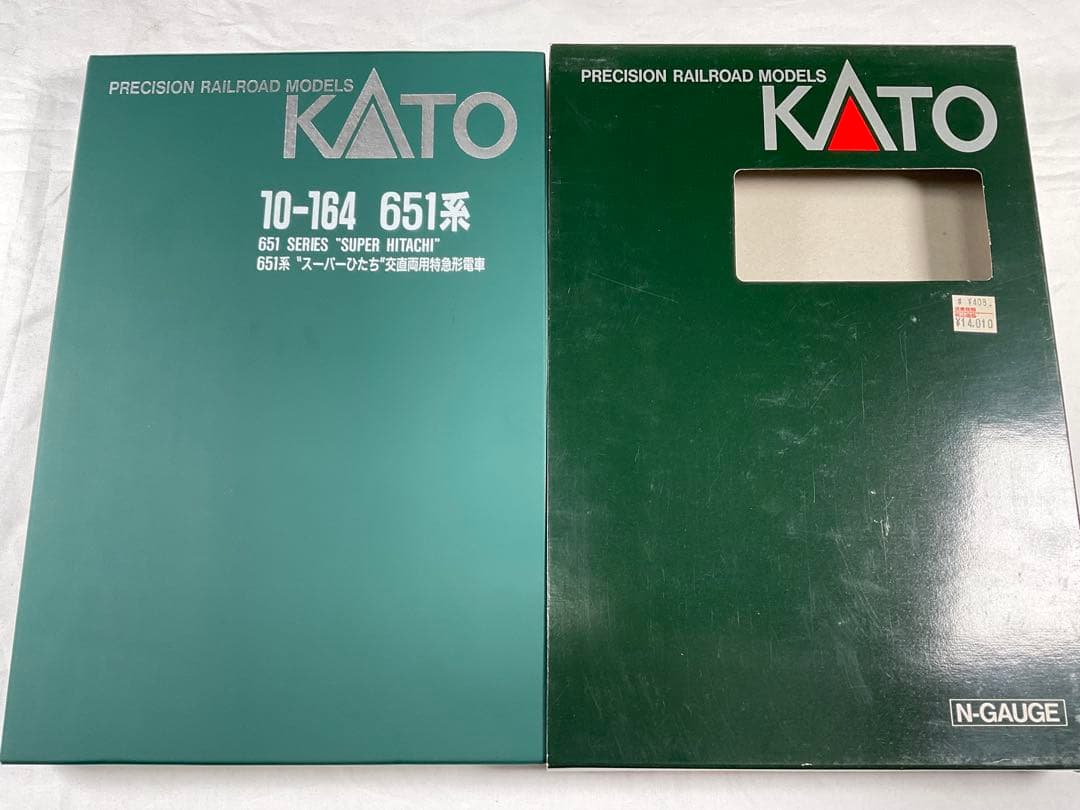 PRECISION RAILROAD MODELS
KATO
10-164 651系
651 SERIES "SUPER HITACHI"
651系 "スーパーひたち"交直両用特急形電車
PRECISION RAILROAD MODELS
KATO
¥408.
¥14,010
N-GAUGE